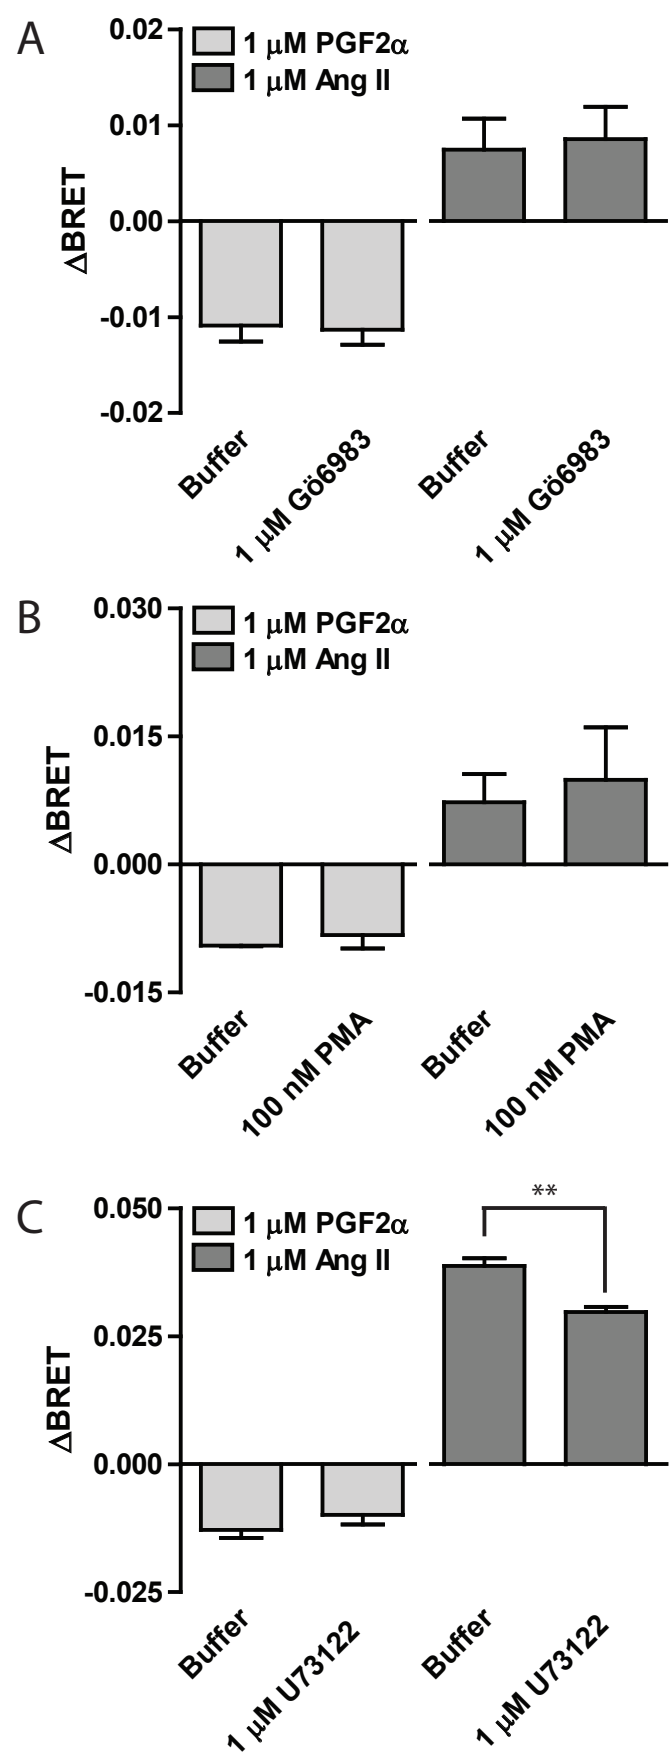 A
0.02
1 μM PGF2α
1 μM Ang II
0.01
ΔBRET
0.00
-0.01
-0.02
Buffer
1 μM Gö6983
Buffer
1 μM Gö6983
B
0.030
1 μM PGF2α
1 μM Ang II
0.015
ΔBRET
0.000
-0.015
Buffer
100 nM PMA
Buffer
100 nM PMA
C
0.050
1 μM PGF2α
1 μM Ang II
**
0.025
ΔBRET
0.000
-0.025
Buffer
1 μM U73122
Buffer
1 μM U73122